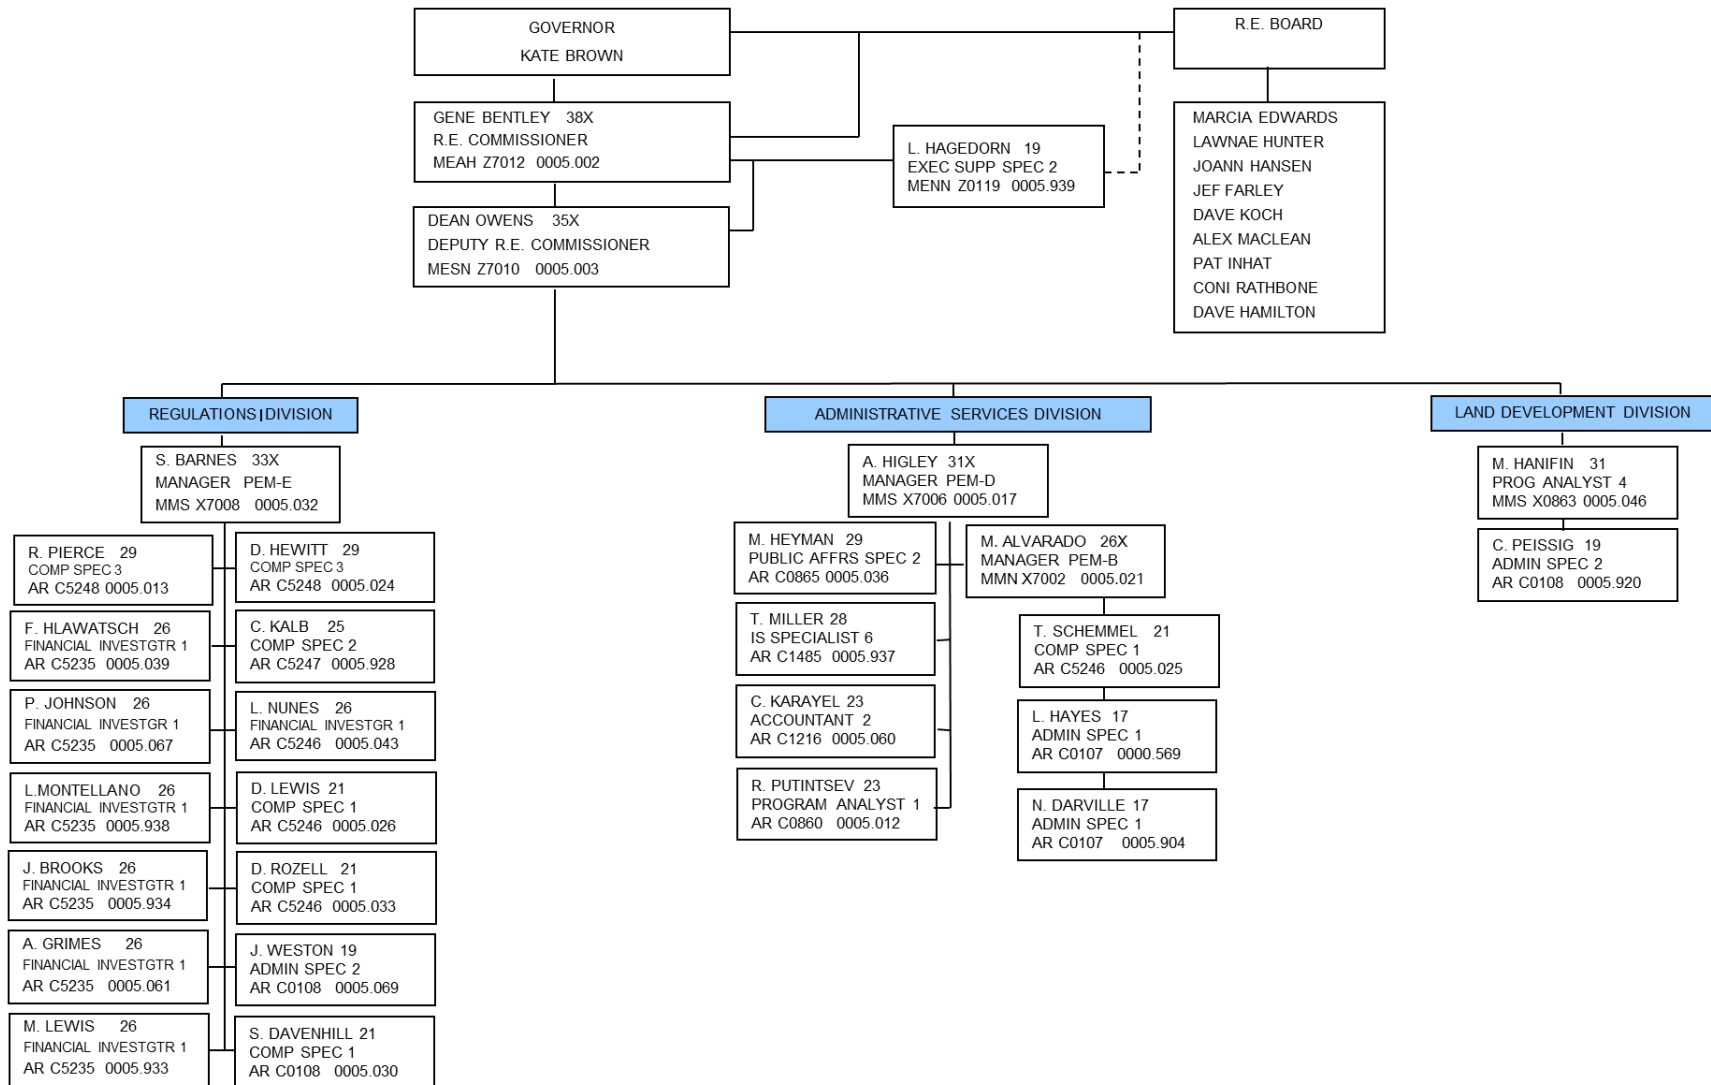 GOVERNOR
KATE BROWN
R.E. BOARD
GENE BENTLEY 38X
R.E. COMMISSIONER
MEAH Z7012 0005.002
L. HAGEDORN 19
EXEC SUPP SPEC 2
MENN Z0119 0005.939
MARCIA EDWARDS
LAWNAE HUNTER
JOANN HANSEN
JEF FARLEY
DAVE KOCH
ALEX MACLEAN
PAT INHAT
CONI RATHBONE
DAVE HAMILTON
DEAN OWENS 35X
DEPUTY R.E. COMMISSIONER
MESN Z7010 0005.003
REGULATIONS DIVISION
S. BARNES 33X
MANAGER PEM-E
MMS X7008 0005.032
R. PIERCE 29
COMP SPEC 3
AR C5248 0005.013
D. HEWITT 29
COMP SPEC 3
AR C5248 0005.024
F. HLAWATSCH 26
FINANCIAL INVESTGTR 1
AR C5235 0005.039
C. KALB 25
COMP SPEC 2
AR C5247 0005.928
P. JOHNSON 26
FINANCIAL INVESTGR 1
AR C5235 0005.067
L. NUNES 26
FINANCIAL INVESTGR 1
AR C5246 0005.043
L.MONTELLANO 26
FINANCIAL INVESTGTR 1
AR C5235 0005.938
D. LEWIS 21
COMP SPEC 1
AR C5246 0005.026
J. BROOKS 26
FINANCIAL INVESTGTR 1
AR C5235 0005.934
D. ROZELL 21
COMP SPEC 1
AR C5246 0005.033
A. GRIMES 26
FINANCIAL INVESTGTR 1
AR C5235 0005.061
J. WESTON 19
ADMIN SPEC 2
AR C0108 0005.069
M. LEWIS 26
FINANCIAL INVESTGTR 1
AR C5235 0005.933
S. DAVENHILL 21
COMP SPEC 1
AR C0108 0005.030
ADMINISTRATIVE SERVICES DIVISION
A. HIGLEY 31X
MANAGER PEM-D
MMS X7006 0005.017
M. HEYMAN 29
PUBLIC AFFRS SPEC 2
AR C0865 0005.036
M. ALVARADO 26X
MANAGER PEM-B
MMN X7002 0005.021
T. MILLER 28
IS SPECIALIST 6
AR C1485 0005.937
T. SCHEMMEL 21
COMP SPEC 1
AR C5246 0005.025
C. KARAYEL 23
ACCOUNTANT 2
AR C1216 0005.060
L. HAYES 17
ADMIN SPEC 1
AR C0107 0000.569
R. PUTINTSEV 23
PROGRAM ANALYST 1
AR C0860 0005.012
N. DARVILLE 17
ADMIN SPEC 1
AR C0107 0005.904
LAND DEVELOPMENT DIVISION
M. HANIFIN 31
PROG ANALYST 4
MMS X0863 0005.046
C. PEISSIG 19
ADMIN SPEC 2
AR C0108 0005.920